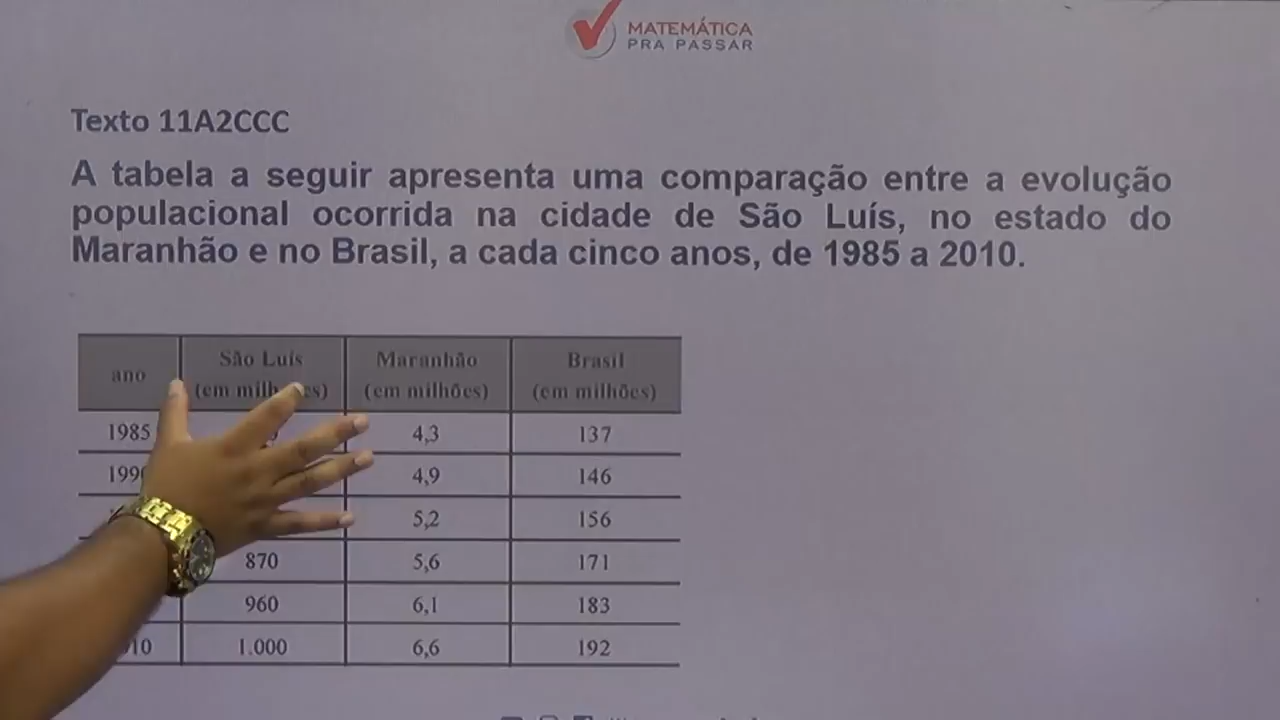 MATEMÁTICA
PRA PASSAR
Texto 11A2CCC
A tabela a seguir apresenta uma comparação entre a evolução
populacional ocorrida na cidade de São Luís, no estado do
Maranhão e no Brasil, a cada cinco anos, de 1985 a 2010.
ano São Luís (em milhões) Maranhão (em milhões) Brasil (em milhões)
1985 4,3 137
4,9 146
5,2 156
870 5,6 171
960 6,1 183
1.000 6,6 192